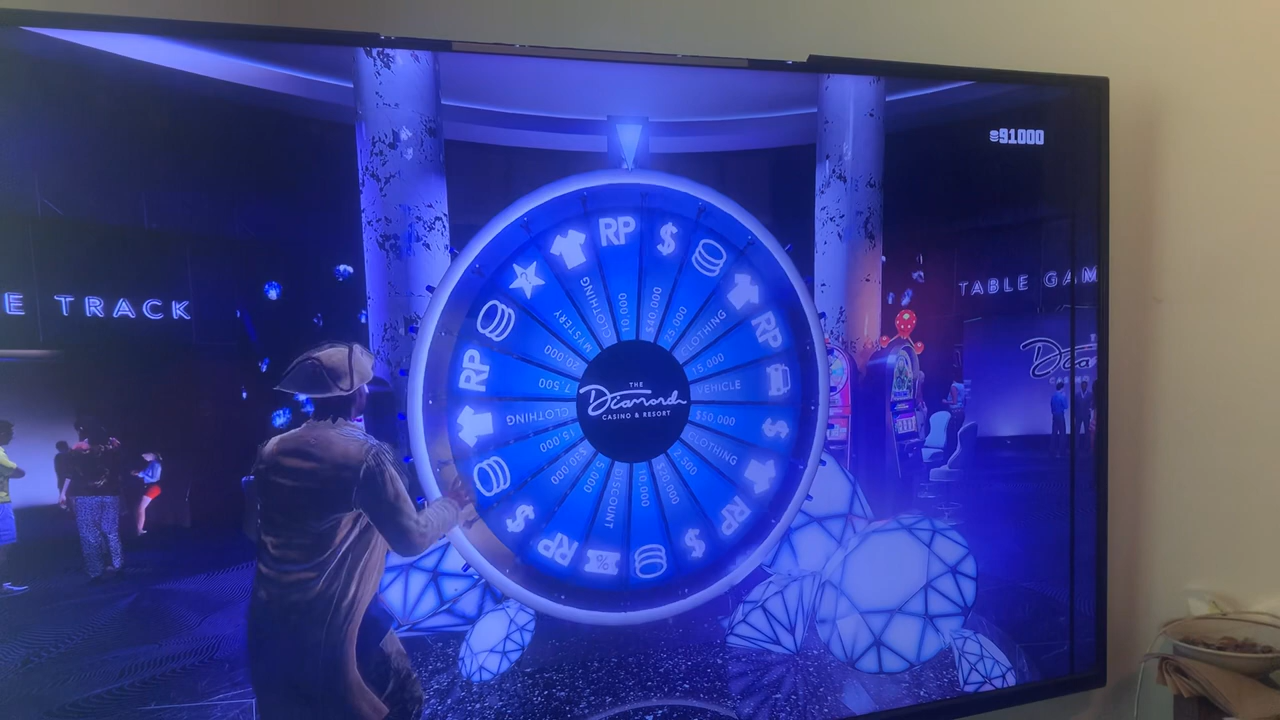 91000
E TRACK
TABLE GAM
RP
$
$40,000
25,000
CLOTHING
RP
15,000
VEHICLE
$
$50,000
CLOTHING
RP
2,500
$
$20,000
10,000
%
DISCOUNT
RP
5,000
$
$30,000
15,000
CLOTHING
RP
7,500
20,000
?
MYSTERY
CLOTHING
10,000
THE
Diamond
CASINO & RESORT